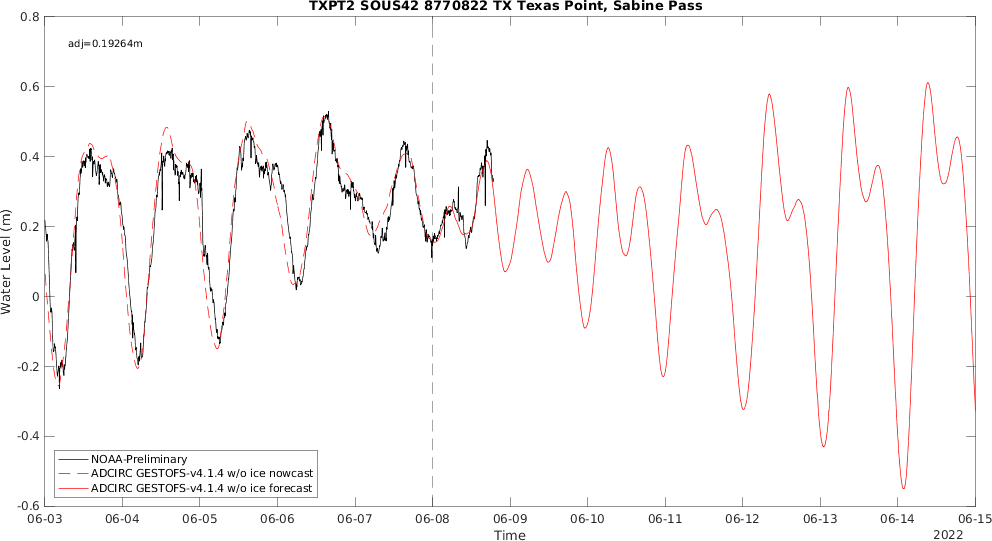 TXPT2 SOUS42 8770822 TX Texas Point, Sabine Pass
adj=0.19264m
0.8
0.6
0.4
0.2
0
-0.2
-0.4
-0.6
Water Level (m)
NOAA-Preliminary
ADCIRC GESTOFS-v4.1.4 w/o ice nowcast
ADCIRC GESTOFS-v4.1.4 w/o ice forecast
06-03 06-04 06-05 06-06 06-07 06-08 06-09 06-10 06-11 06-12 06-13 06-14 06-15
Time
2022